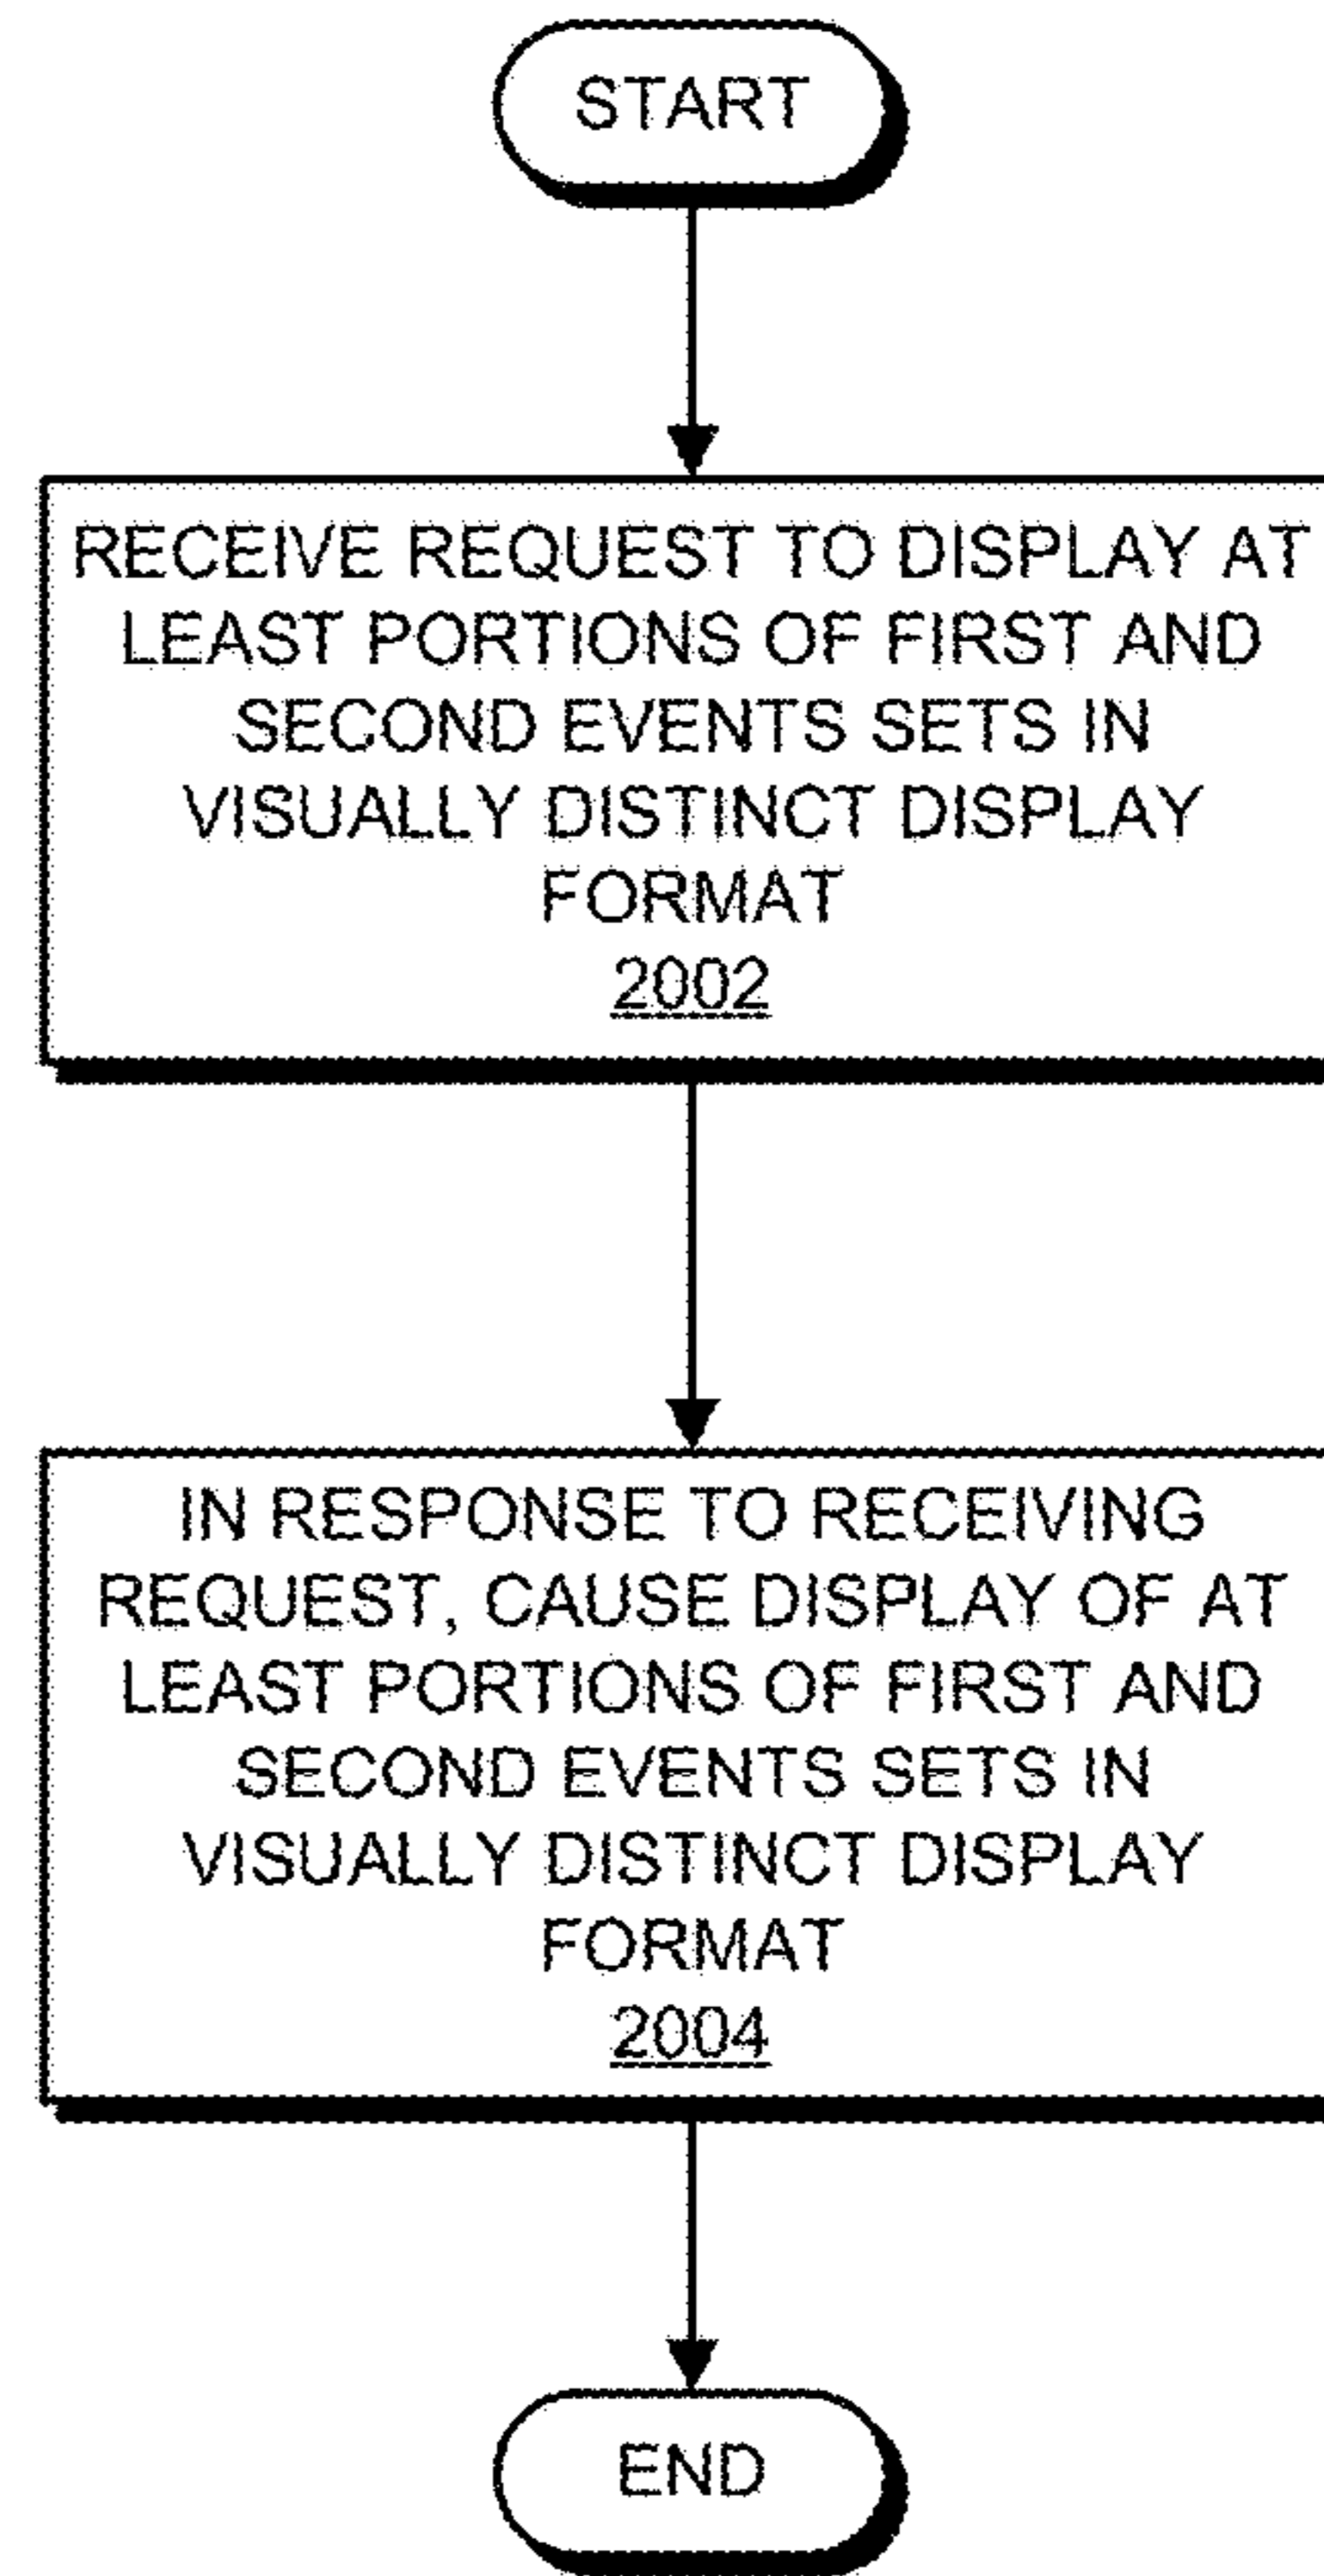 START
RECEIVE REQUEST TO DISPLAY AT
LEAST PORTIONS OF FIRST AND
SECOND EVENTS SETS IN
VISUALLY DISTINCT DISPLAY
FORMAT
2002
IN RESPONSE TO RECEIVING
REQUEST, CAUSE DISPLAY OF AT
LEAST PORTIONS OF FIRST AND
SECOND EVENTS SETS IN
VISUALLY DISTINCT DISPLAY
FORMAT
2004
END